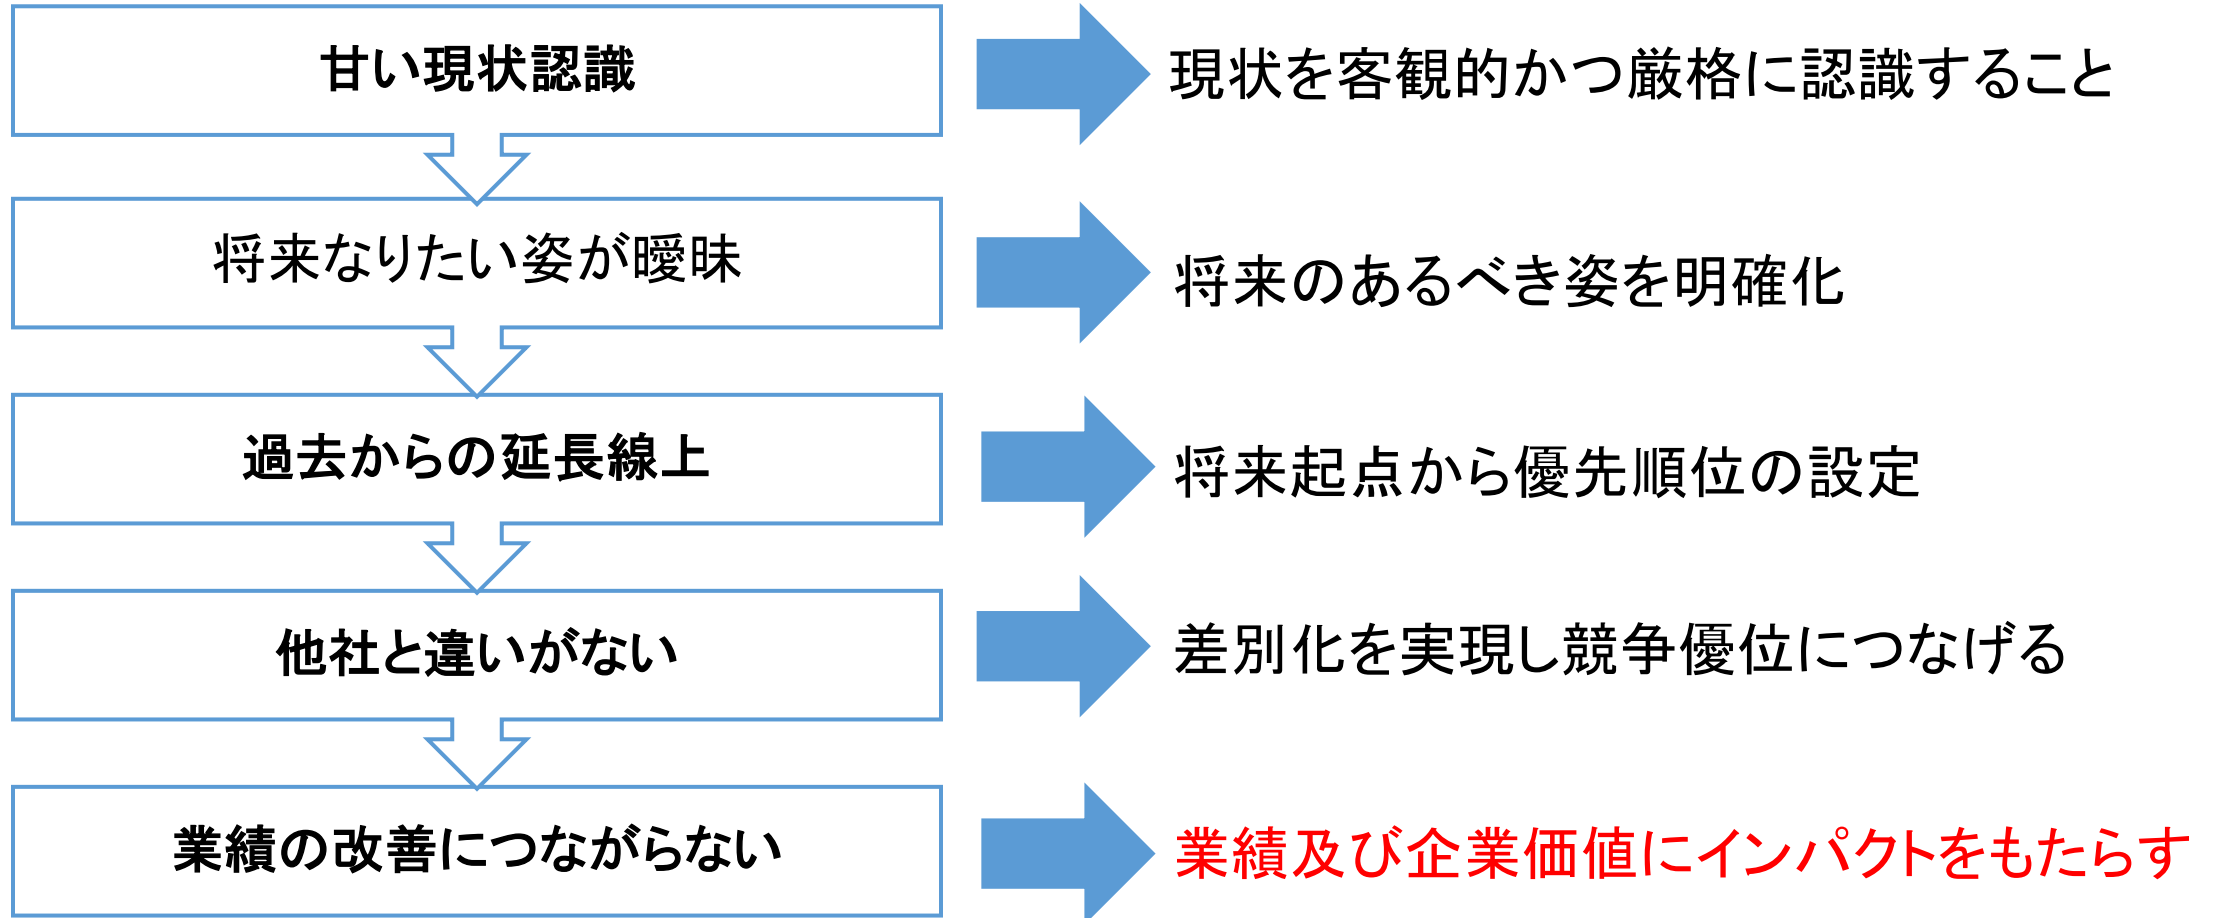 甘い現状認識
現状を客観的かつ厳格に認識すること
将来なりたい姿が曖昧
将来のあるべき姿を明確化
過去からの延長線上
将来起点から優先順位の設定
他社と違いがない
差別化を実現し競争優位につなげる
業績の改善につながらない
業績及び企業価値にインパクトをもたらす